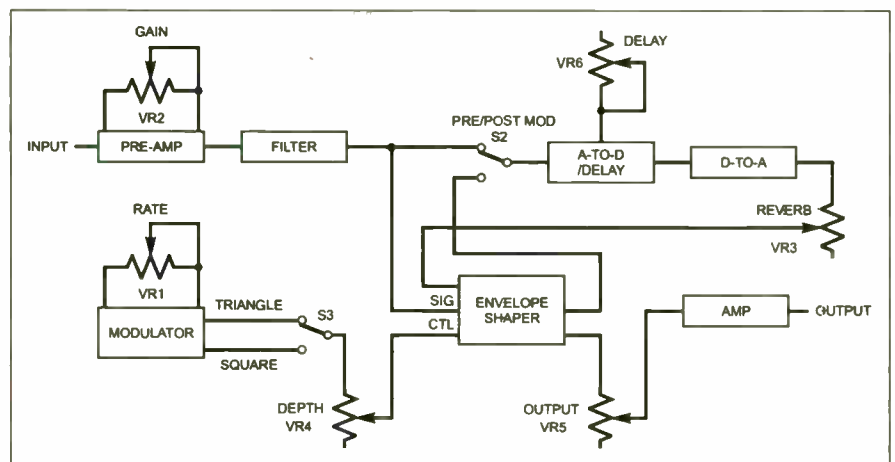 GAIN
VR2
INPUT
PRE-AMP
FILTER
PRE/POST MOD
S2
DELAY
VR6
A-TO-D
/DELAY
D-TO-A
REVERB
VR3
RATE
VR1
TRIANGLE
MODULATOR
SQUARE
S3
SIG
CTL
ENVELOPE
SHAPER
AMP
OUTPUT
DEPTH
VR4
OUTPUT
VR5